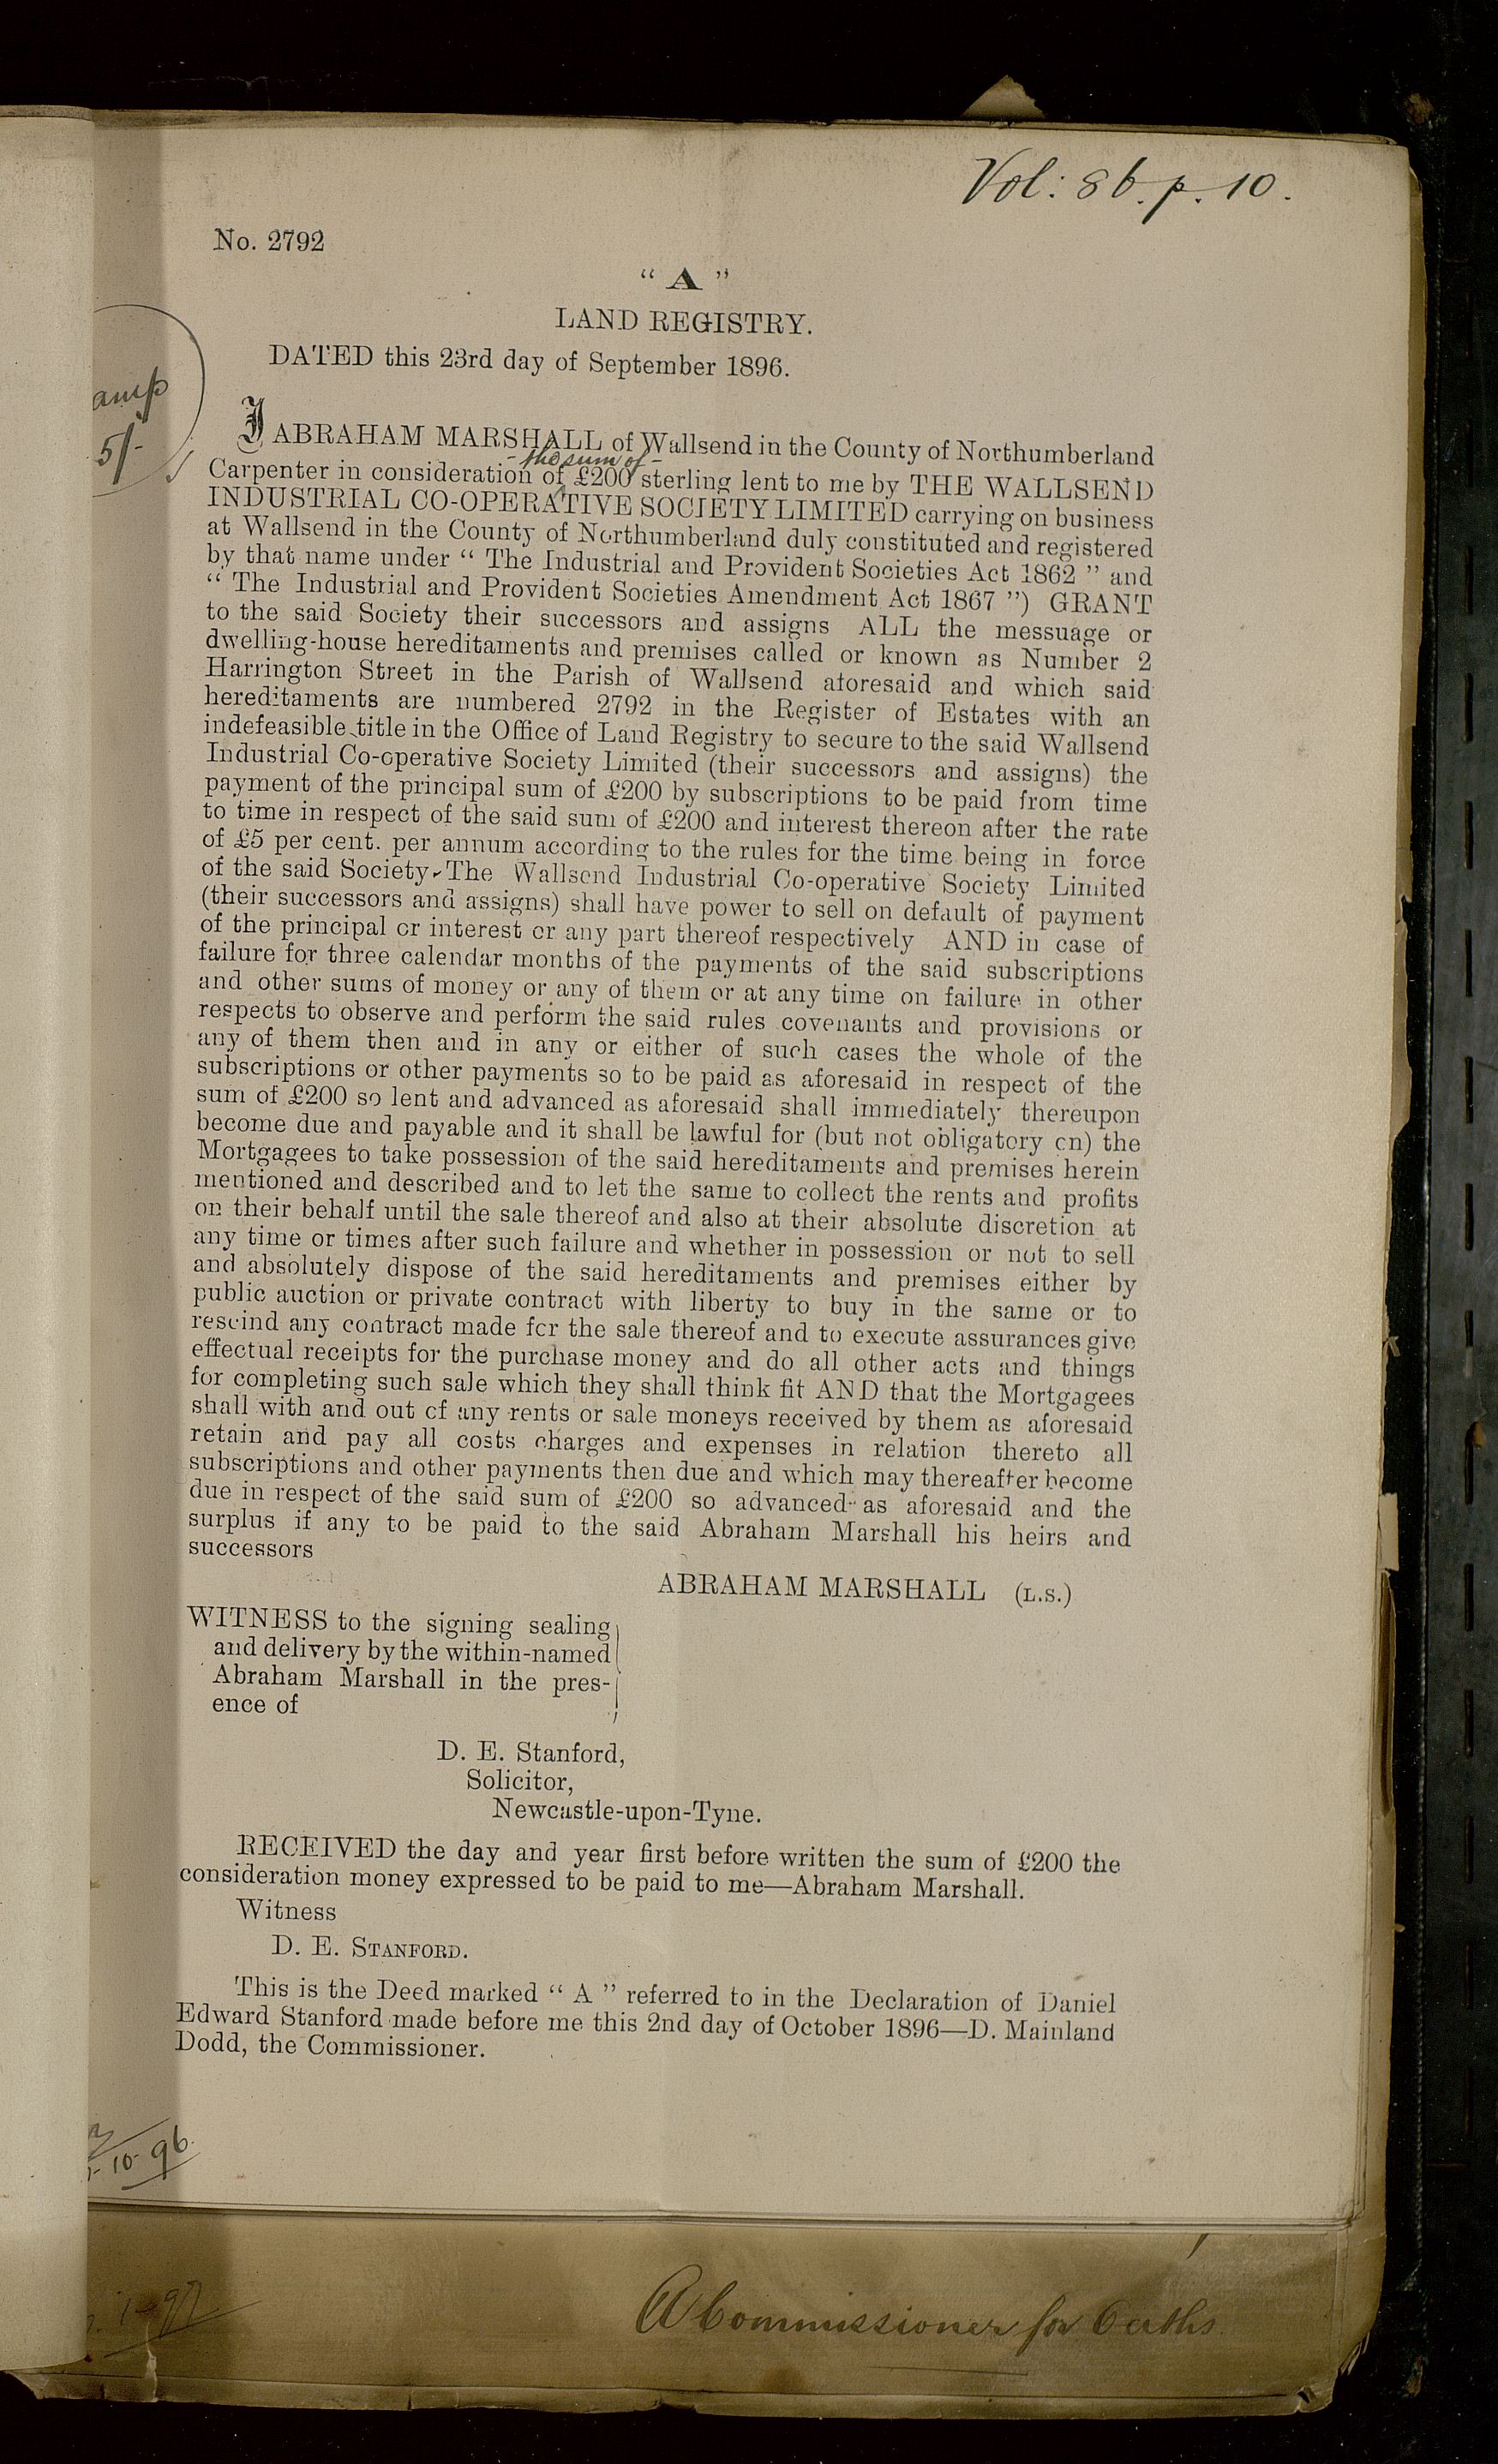 Vol: 86. p. 10.
No. 2792
“ A ”
LAND REGISTRY.
DATED this 23rd day of September 1896.
amp
5/-
I ABRAHAM MARSHALL of Wallsend in the County of Northumberland
- the sum of -
Carpenter in consideration of £200 sterling lent to me by THE WALLSEND
INDUSTRIAL CO-OPERATIVE SOCIETY LIMITED carrying on business
at Wallsend in the County of Northumberland duly constituted and registered
by that name under “ The Industrial and Provident Societies Act 1862 ” and
“ The Industrial and Provident Societies Amendment Act 1867 ”) GRANT
to the said Society their successors and assigns ALL the messuage or
dwelling-house hereditaments and premises called or known as Number 2
Harrington Street in the Parish of Wallsend aforesaid and which said
hereditaments are numbered 2792 in the Register of Estates with an
indefeasible title in the Office of Land Registry to secure to the said Wallsend
Industrial Co-operative Society Limited (their successors and assigns) the
payment of the principal sum of £200 by subscriptions to be paid from time
to time in respect of the said sum of £200 and interest thereon after the rate
of £5 per cent. per annum according to the rules for the time being in force
of the said Society-The Wallsend Industrial Co-operative Society Limited
(their successors and assigns) shall have power to sell on default of payment
of the principal or interest or any part thereof respectively AND in case of
failure for three calendar months of the payments of the said subscriptions
and other sums of money or any of them or at any time on failure in other
respects to observe and perform the said rules covenants and provisions or
any of them then and in any or either of such cases the whole of the
subscriptions or other payments so to be paid as aforesaid in respect of the
sum of £200 so lent and advanced as aforesaid shall immediately thereupon
become due and payable and it shall be lawful for (but not obligatory on) the
Mortgagees to take possession of the said hereditaments and premises herein
mentioned and described and to let the same to collect the rents and profits
on their behalf until the sale thereof and also at their absolute discretion at
any time or times after such failure and whether in possession or not to sell
and absolutely dispose of the said hereditaments and premises either by
public auction or private contract with liberty to buy in the same or to
rescind any contract made for the sale thereof and to execute assurances give
effectual receipts for the purchase money and do all other acts and things
for completing such sale which they shall think fit AND that the Mortgagees
shall with and out of any rents or sale moneys received by them as aforesaid
retain and pay all costs charges and expenses in relation thereto all
subscriptions and other payments then due and which may thereafter become
due in respect of the said sum of £200 so advanced as aforesaid and the
surplus if any to be paid to the said Abraham Marshall his heirs and
successors
ABRAHAM MARSHALL (L.S.)
WITNESS to the signing sealing
and delivery by the within-named
Abraham Marshall in the pres-
ence of
D. E. Stanford,
Solicitor,
Newcastle-upon-Tyne.
RECEIVED the day and year first before written the sum of £200 the
consideration money expressed to be paid to me—Abraham Marshall.
Witness
D. E. STANFORD.
This is the Deed marked “ A ” referred to in the Declaration of Daniel
Edward Stanford made before me this 2nd day of October 1896—D. Mainland
Dodd, the Commissioner.
-10-96.
1-97
A Commissioner for Oaths.